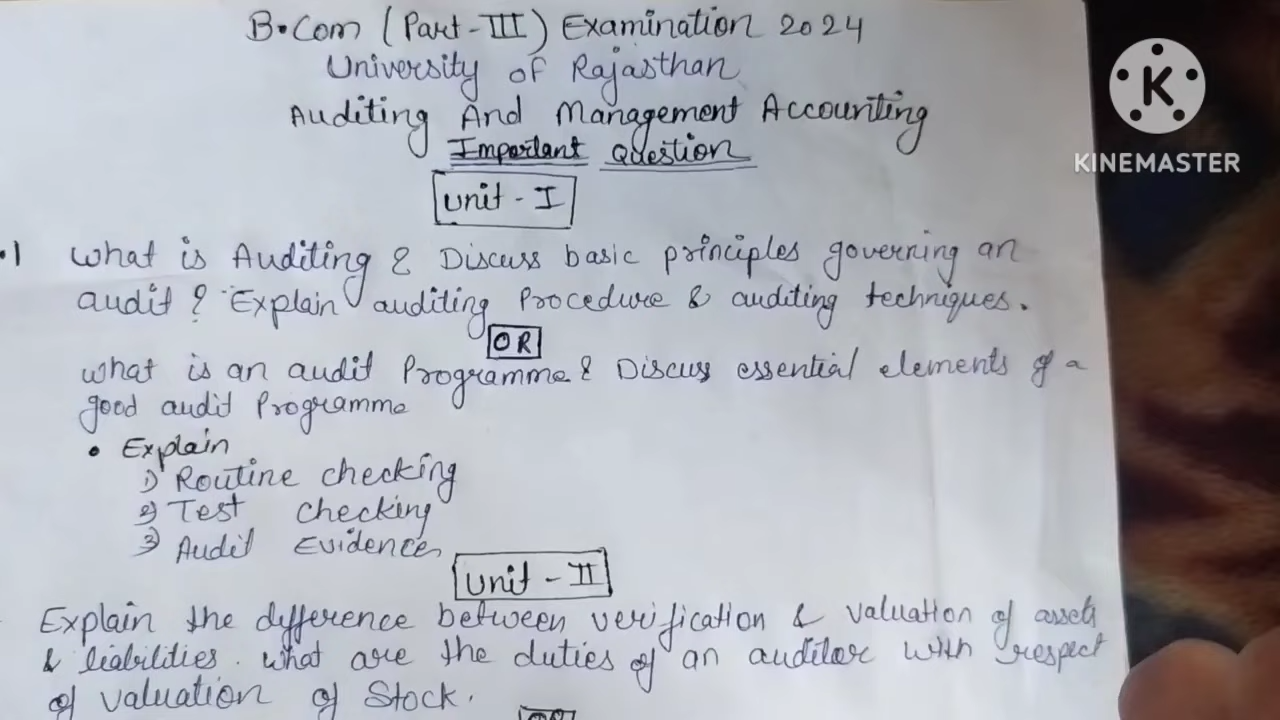 B.Com (Part-III) Examination 2024
University of Rajasthan
Auditing And Management Accounting
Important Question
Unit - I
.1 What is Auditing & Discuss basic principles governing an
audit? Explain auditing Procedure & auditing techniques.
OR
What is an audit Programme & Discuss essential elements of a
good audit Programme
• Explain
1) Routine checking
2) Test checking
3 Audit Evidence
Unit - II
Explain the difference between verification & valuation of assets
& liabilities. What are the duties of an auditor with respect
of valuation of Stock.
K
KINEMASTER